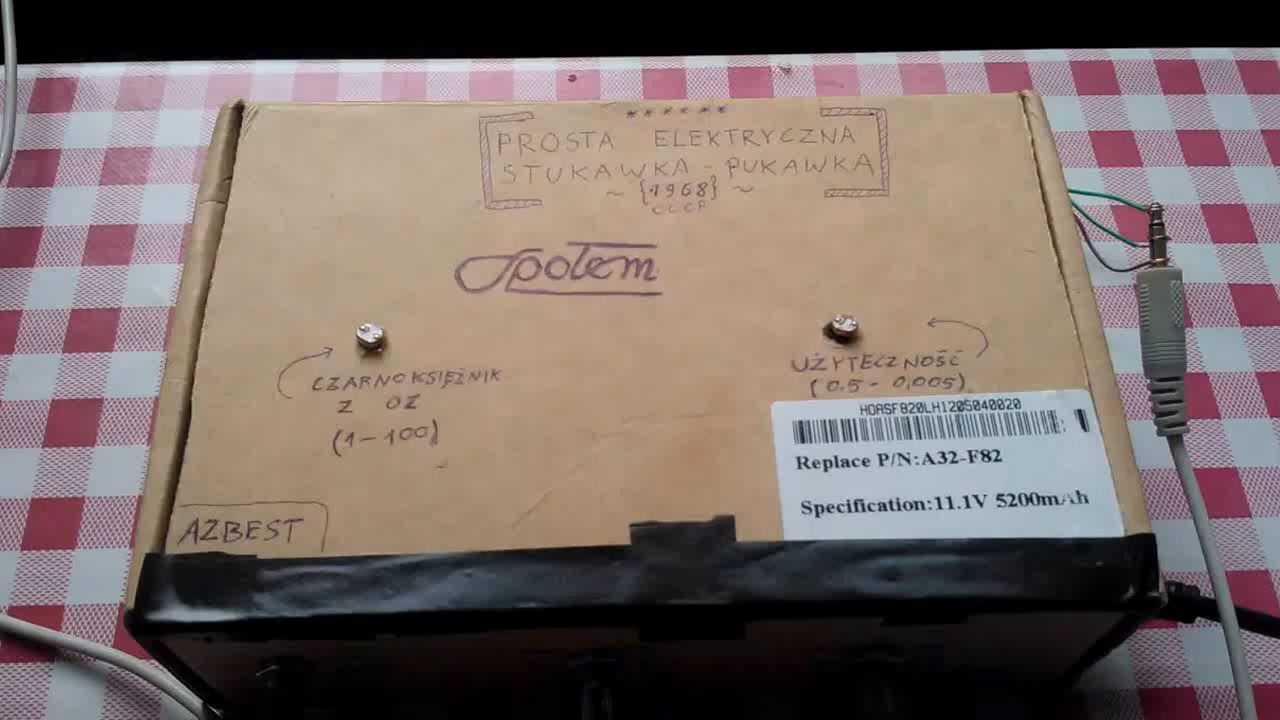 ******
PROSTA ELEKTRYCZNA
STUKAWKA - PUKAWKA
~ {1968} ~
CCCP
Społem
CZARNOKSIĘŻNIK
Z OZ
(1-100)
UŻYTECZNOŚĆ
(0.5 - 0,005)
HOASF820LH1205040020
Replace P/N:A32-F82
Specification:11.1V 5200mAh
AZBEST